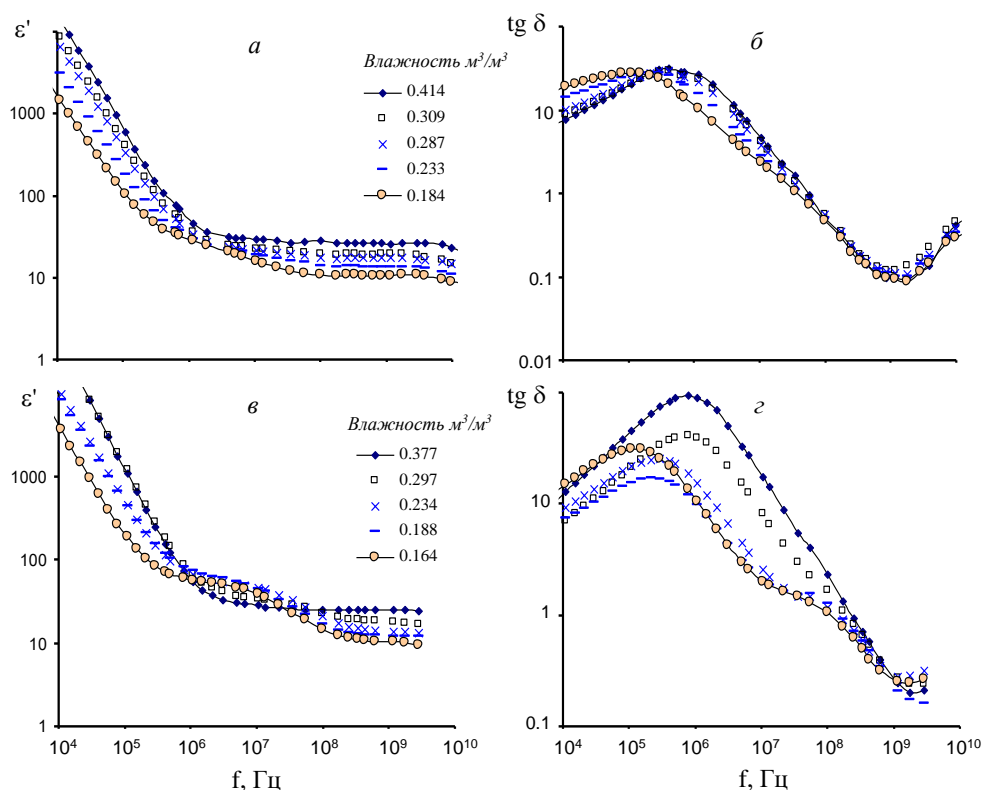 ε'
а
Влажность м³/м³
0.414
0.309
0.287
0.233
0.184
1000
100
10
1
tg δ
б
10
1
0.1
0.01
ε'
в
Влажность м³/м³
0.377
0.297
0.234
0.188
0.164
1000
100
10
1
10⁴ 10⁵ 10⁶ 10⁷ 10⁸ 10⁹ 10¹⁰
f, Гц
tg δ
г
10
1
0.1
10⁴ 10⁵ 10⁶ 10⁷ 10⁸ 10⁹ 10¹⁰
f, Гц